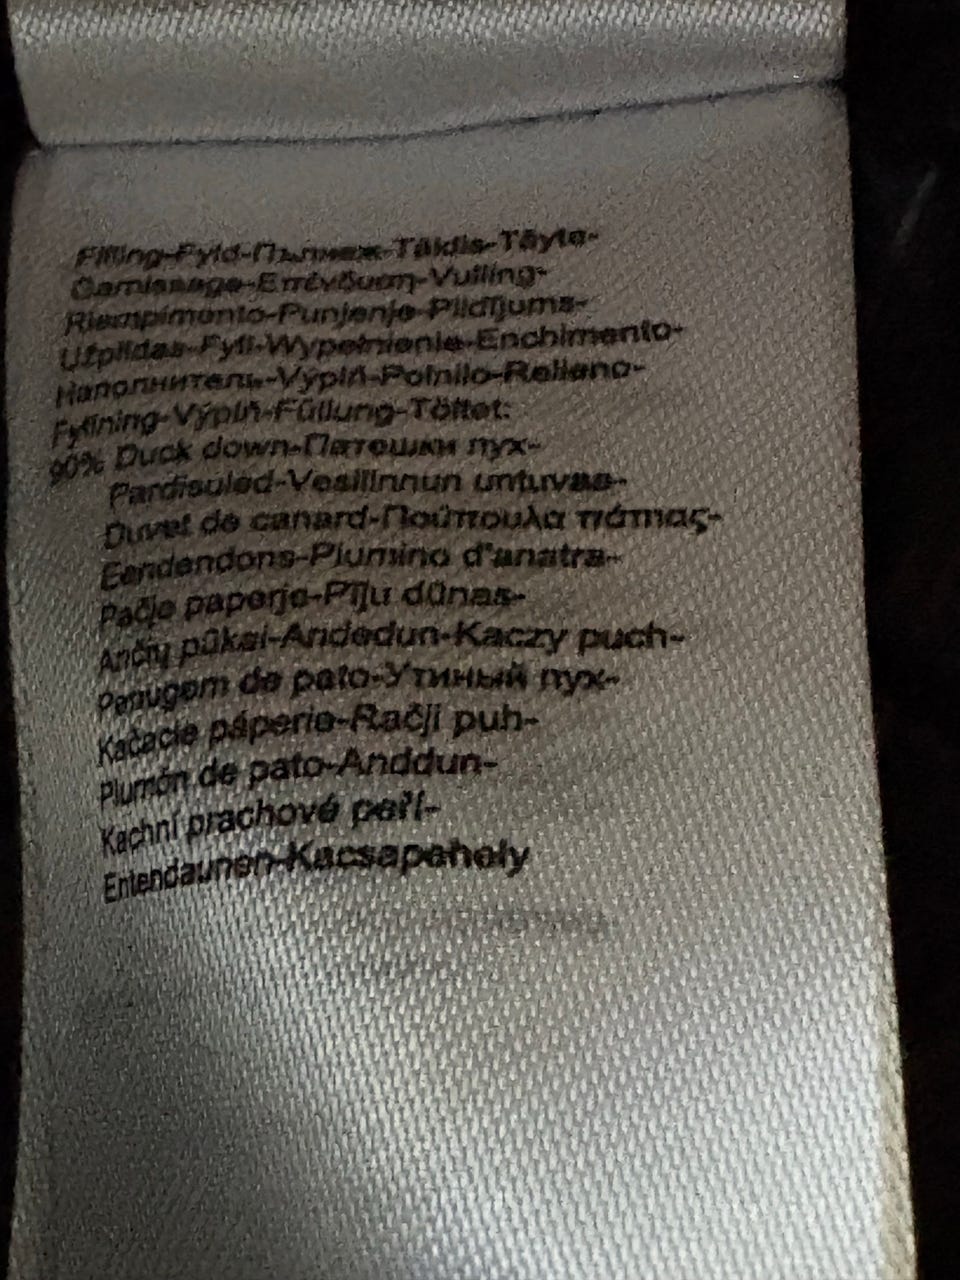 Filling-Fyld-Пълнеж-Täidis-Täyte-
Garnissage-Επένδυση-Vulling-
Riempimento-Punjenje-Pildījums-
Užpildas-Fyll-Wypełnienie-Enchimento-
Наполнитель-Výplň-Polnilo-Relleno-
Fyllning-Výplň-Füllung-Töltet:
90% Duck down-Патешки пух-
Pardisuled-Vesilinnun untuvaa-
Duvet de canard-Πούπουλα πάπιας-
Eendendons-Piumino d'anatra-
Pačje paperje-Pīļu dūnas-
Ančių pūkai-Andedun-Kaczy puch-
Penugem de pato-Утиный пух-
Kačacie páperie-Račji puh-
Plumón de pato-Anddun-
Kachní prachové peří-
Entendaunen-Kacsapehely